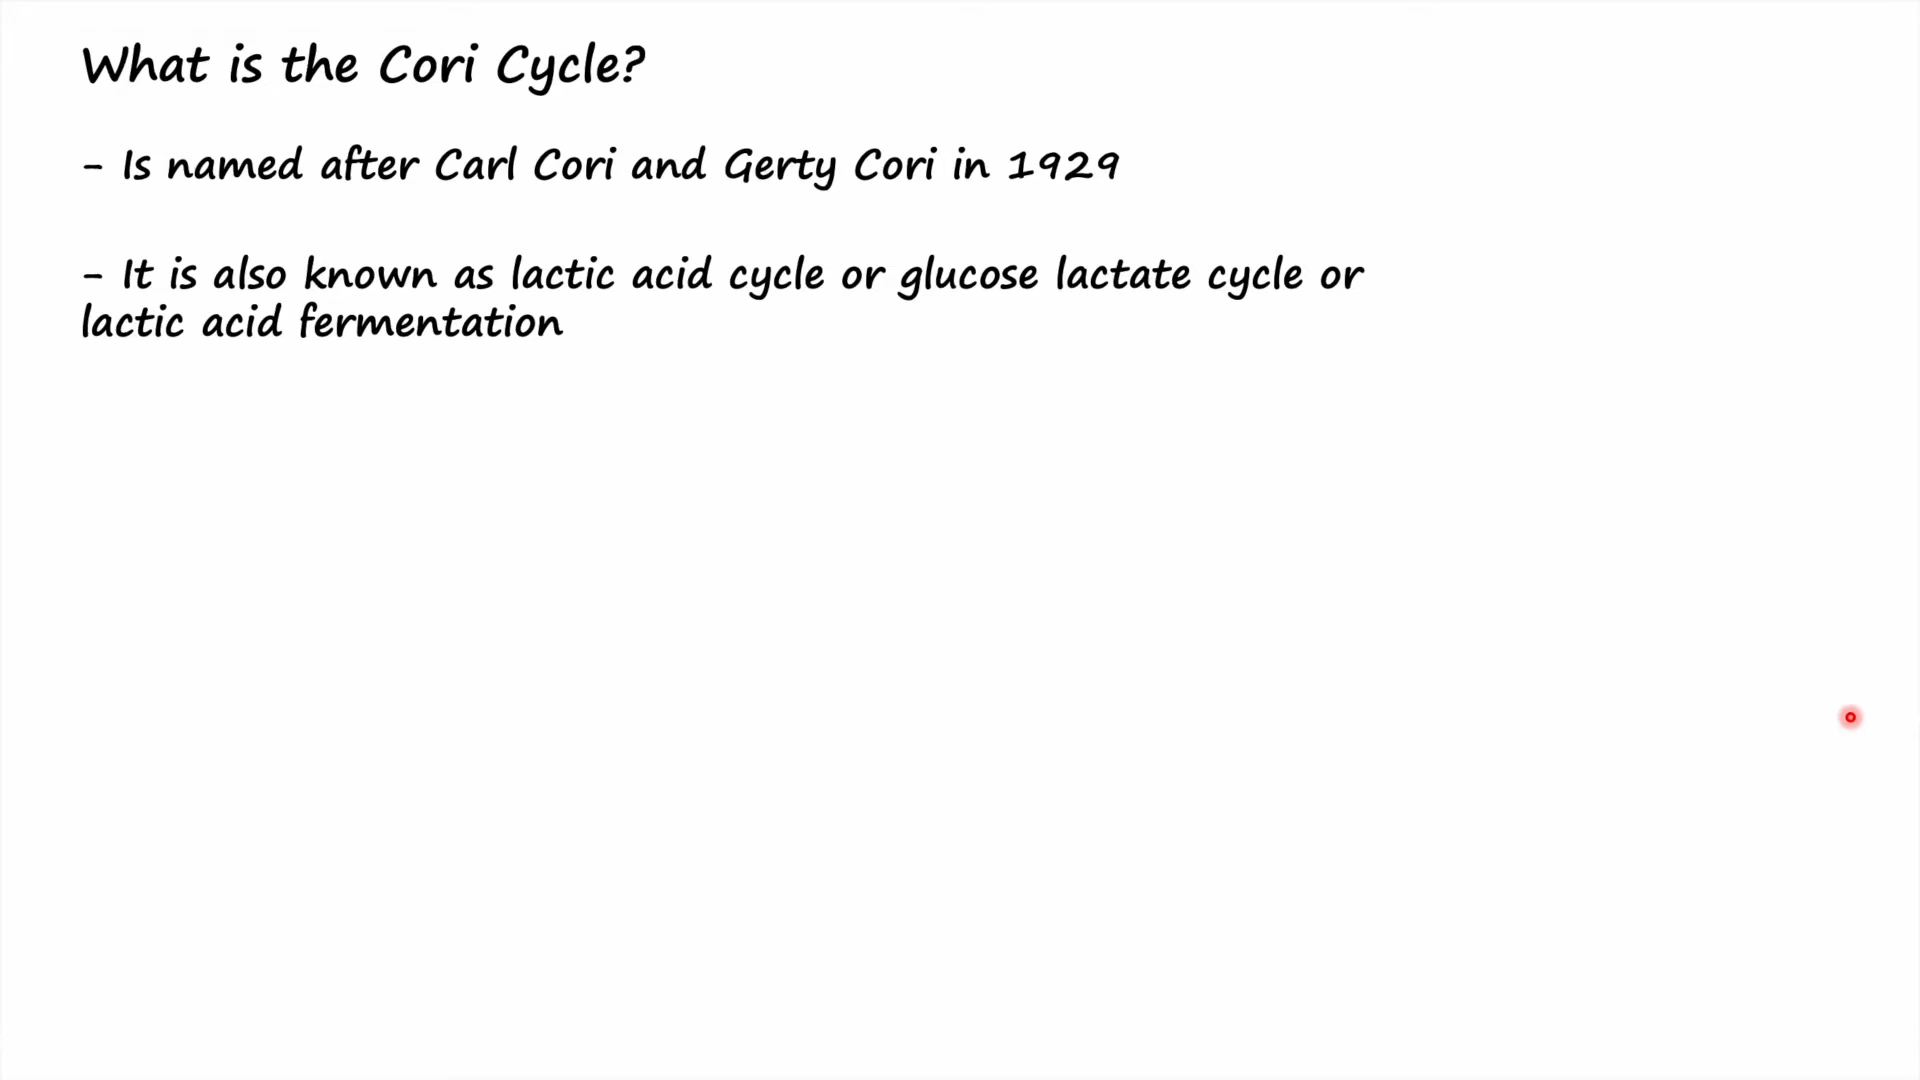 What is the Cori Cycle?
- Is named after Carl Cori and Gerty Cori in 1929
- It is also known as lactic acid cycle or glucose lactate cycle or
lactic acid fermentation